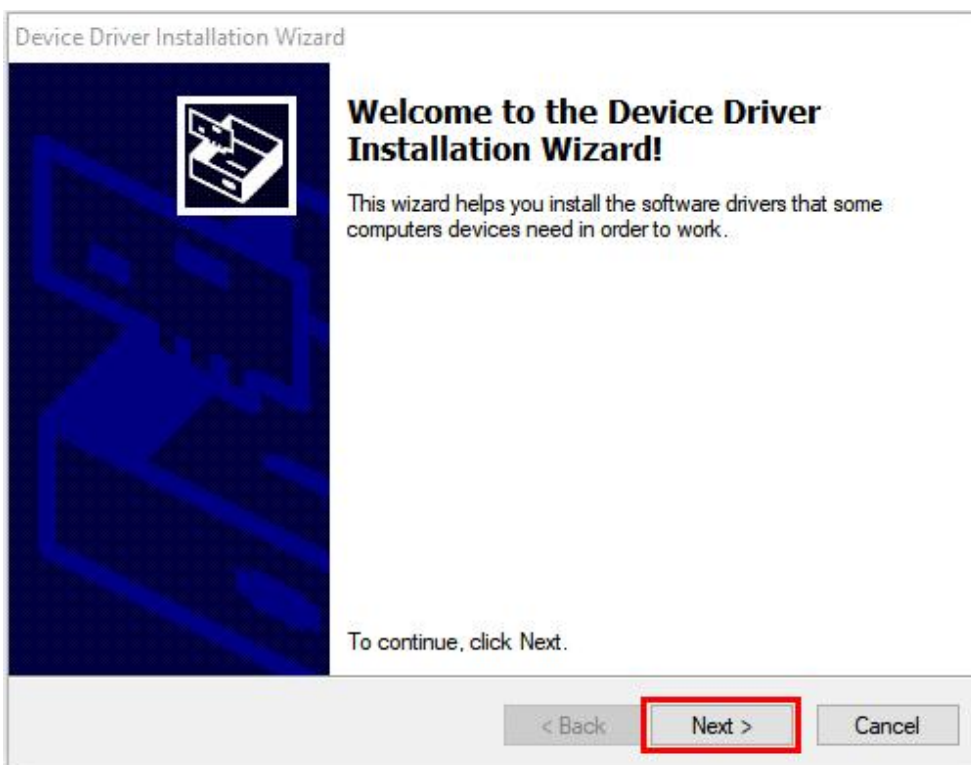 Device Driver Installation Wizard
Welcome to the Device Driver
Installation Wizard!
This wizard helps you install the software drivers that some
computers devices need in order to work.
To continue, click Next.
< Back
Next >
Cancel